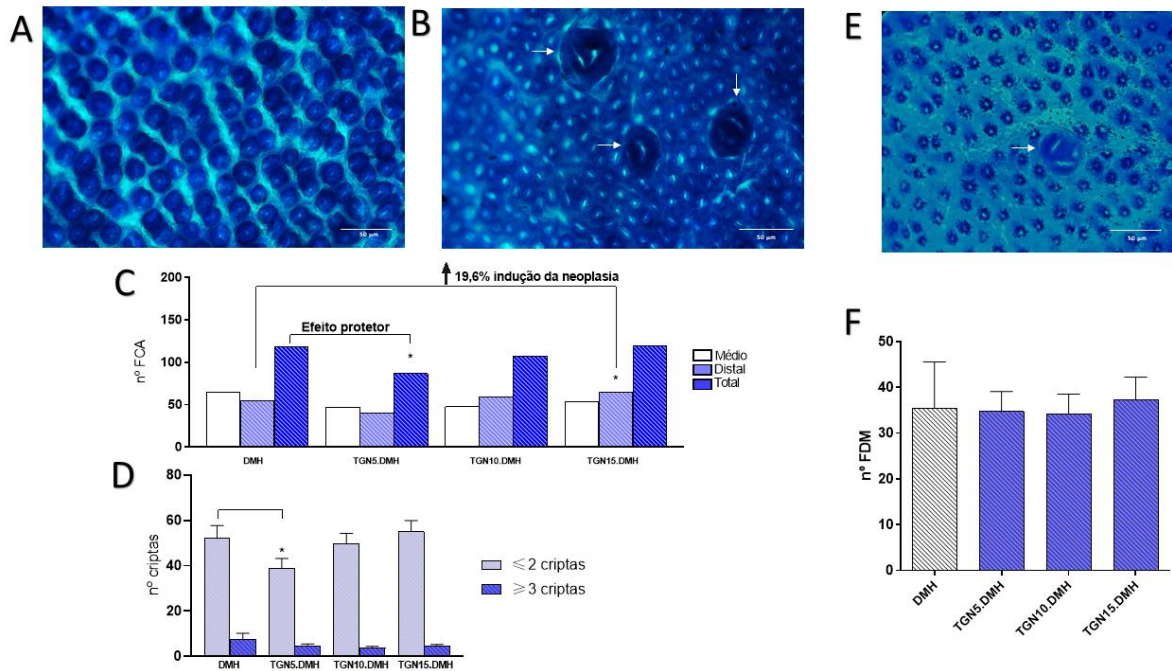 A
50 µm
B
50 µm
E
50 µm
C
19,6% indução da neoplasia
Efeito protetor
*
*
nº FCA
200
150
100
50
0
DMH
TGN5.DMH
TGN10.DMH
TGN15.DMH
Médio
Distal
Total
D
nº criptas
80
60
40
20
0
*
DMH
TGN5.DMH
TGN10.DMH
TGN15.DMH
≤2 criptas
≥3 criptas
F
nº FDM
50
40
30
20
10
0
DMH
TGN5.DMH
TGN10.DMH
TGN15.DMH